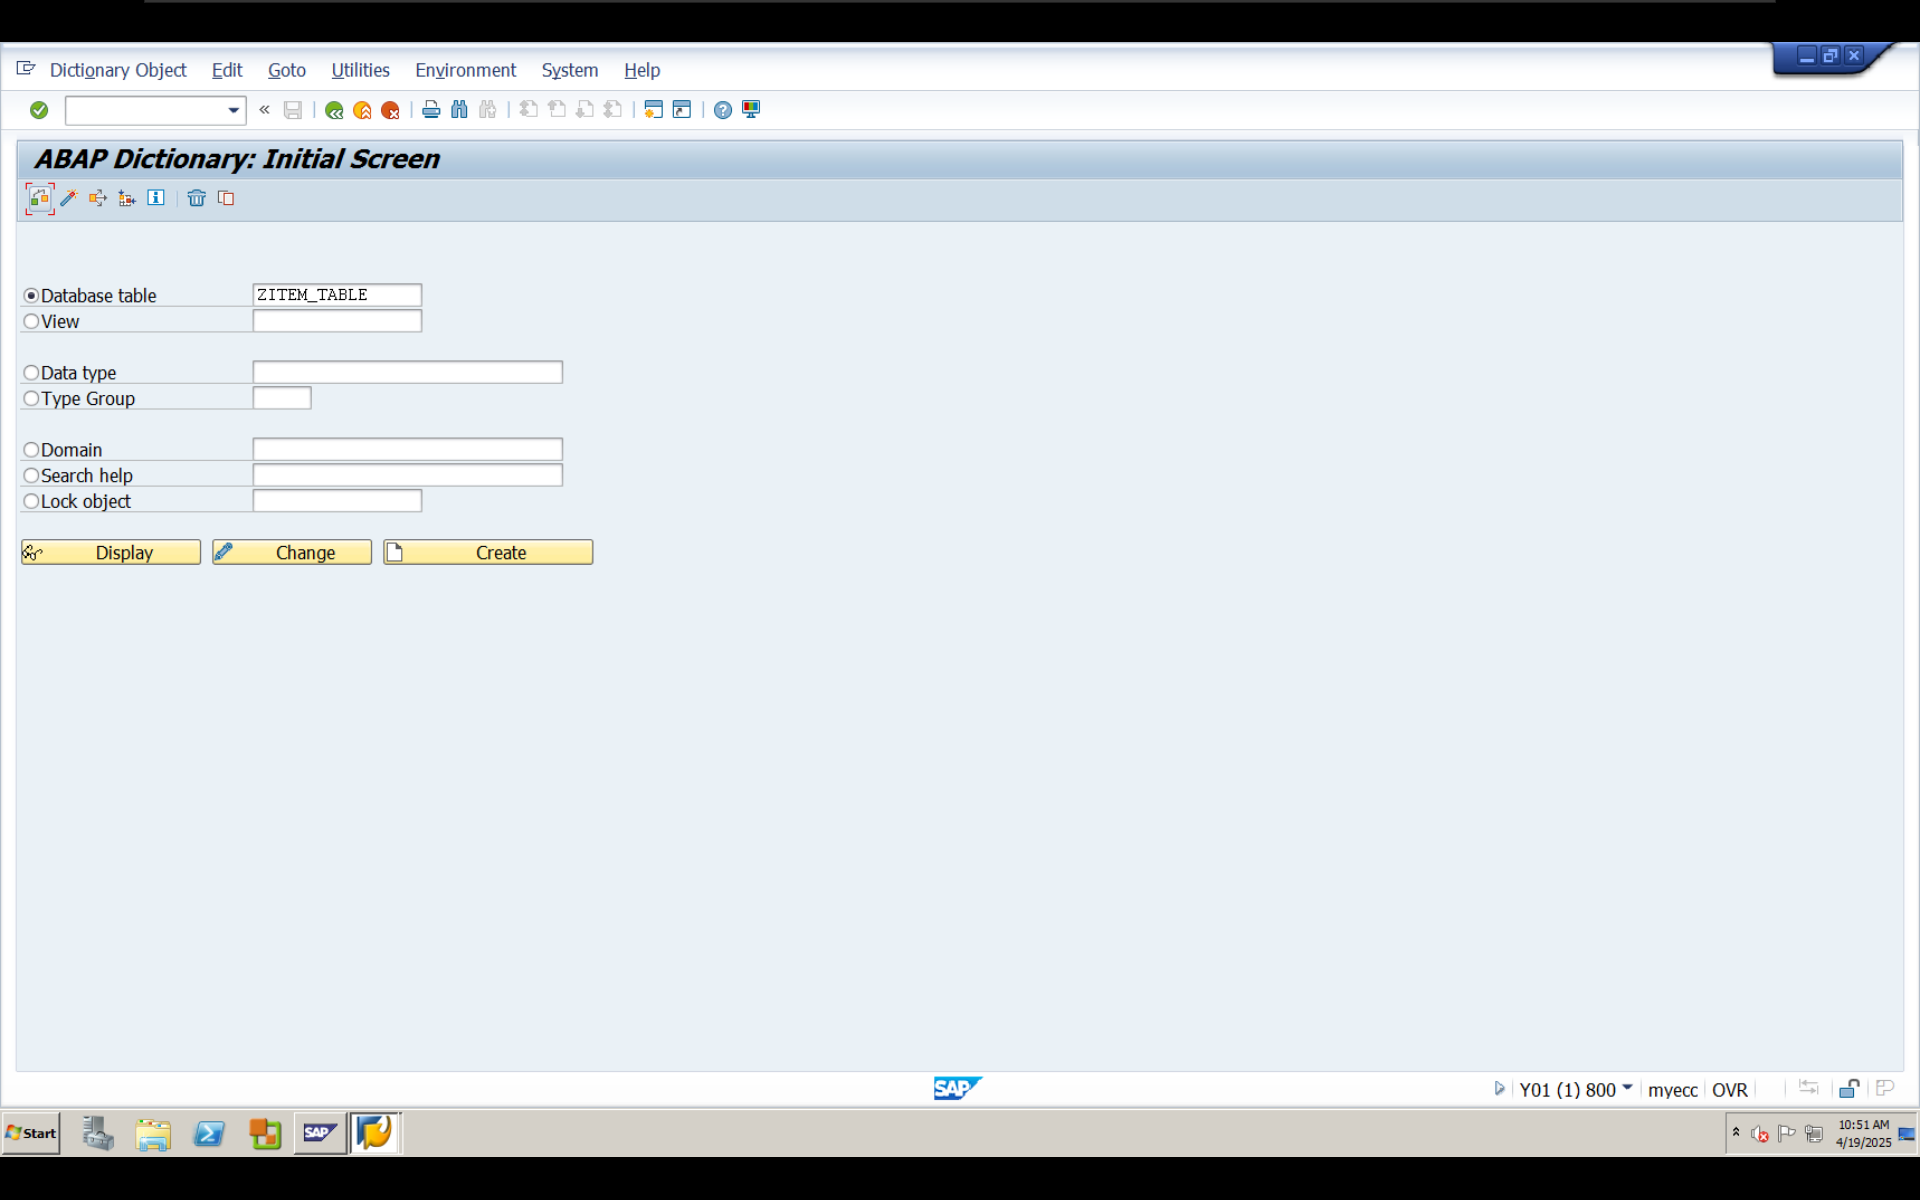 Dictionary Object Edit Goto Utilities Environment System Help
ABAP Dictionary: Initial Screen
Database table ZITEM_TABLE
View
Data type
Type Group
Domain
Search help
Lock object
Display Change Create
SAP Y01 (1) 800 myecc OVR
Start SAP 10:51 AM
4/19/2025